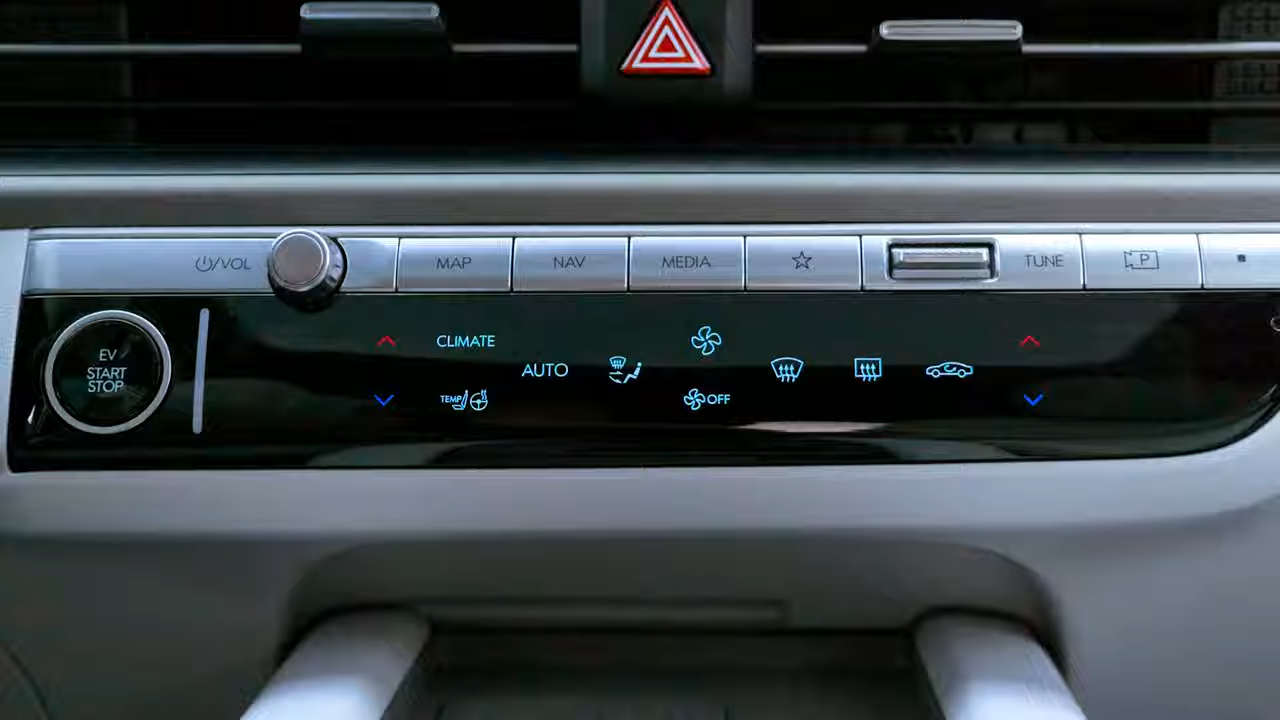 /VOL
MAP
NAV
MEDIA
TUNE
P
EV
START
STOP
CLIMATE
AUTO
TEMP
OFF